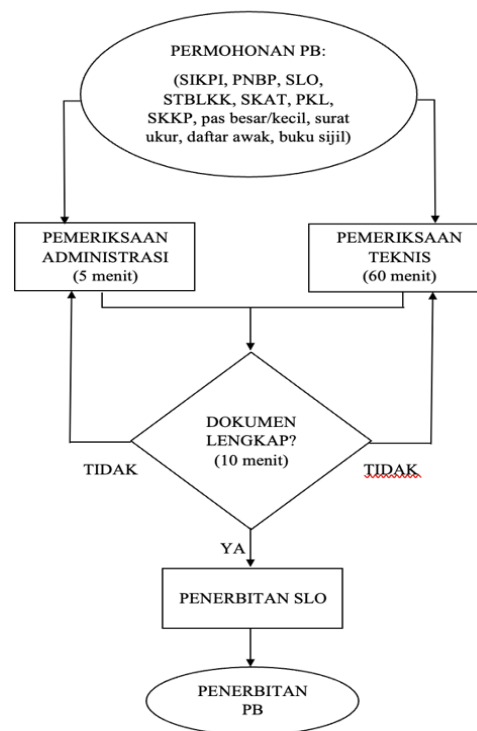 PERMOHONAN PB:
(SIKPI, PNBP, SLO,
STBLKK, SKAT, PKL,
SKKP, pas besar/kecil, surat
ukur, daftar awak, buku sijil)
PEMERIKSAAN
ADMINISTRASI
(5 menit)
PEMERIKSAAN
TEKNIS
(60 menit)
DOKUMEN
LENGKAP?
(10 menit)
TIDAK
TIDAK
YA
PENERBITAN SLO
PENERBITAN
PB